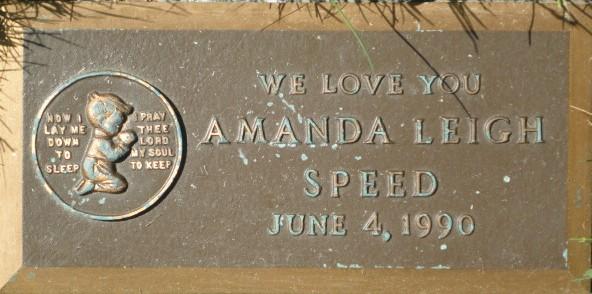 NOW I
LAY ME
DOWN
TO
SLEEP
I PRAY
THEE
LORD
MY SOUL
TO KEEP
WE LOVE YOU
AMANDA LEIGH
SPEED
JUNE 4, 1990